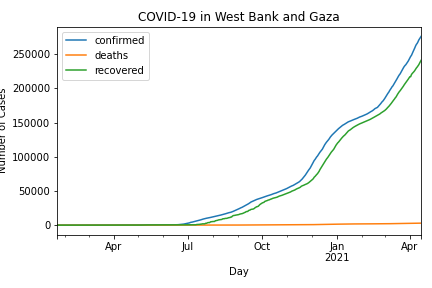 COVID-19 in West Bank and Gaza
confirmed
deaths
recovered
250000
200000
150000
100000
50000
0
Number of Cases
Apr
Jul
Oct
Jan
2021
Apr
Day